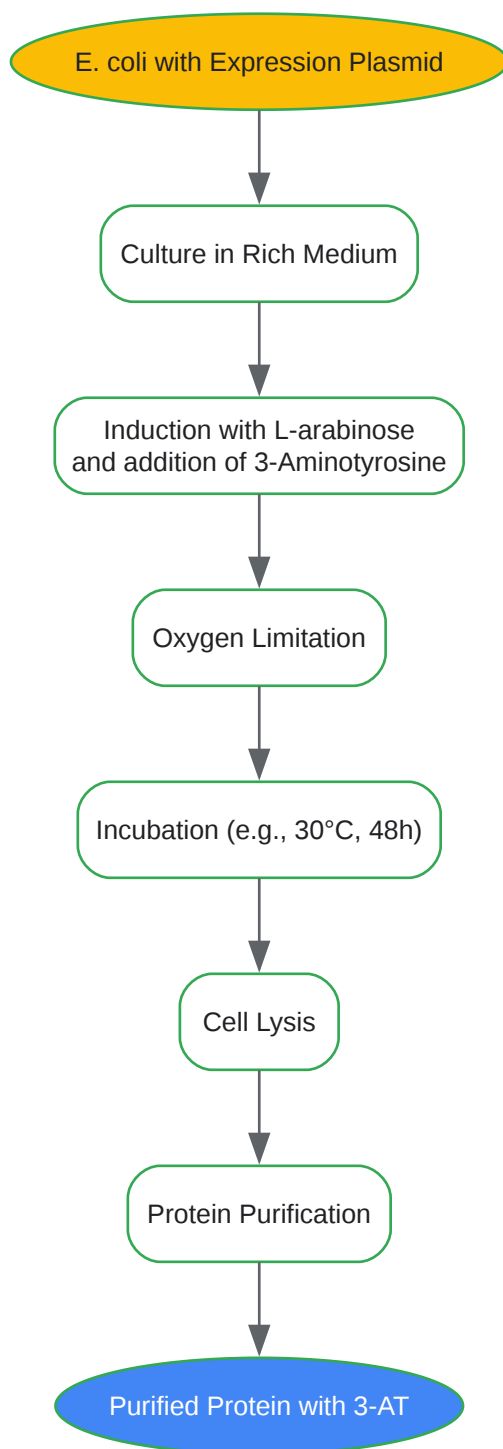 E. coli with Expression Plasmid
Culture in Rich Medium
Induction with L-arabinose
and addition of 3-Aminotyrosine
Oxygen Limitation
Incubation (e.g., 30°C, 48h)
Cell Lysis
Protein Purification
Purified Protein with 3-AT